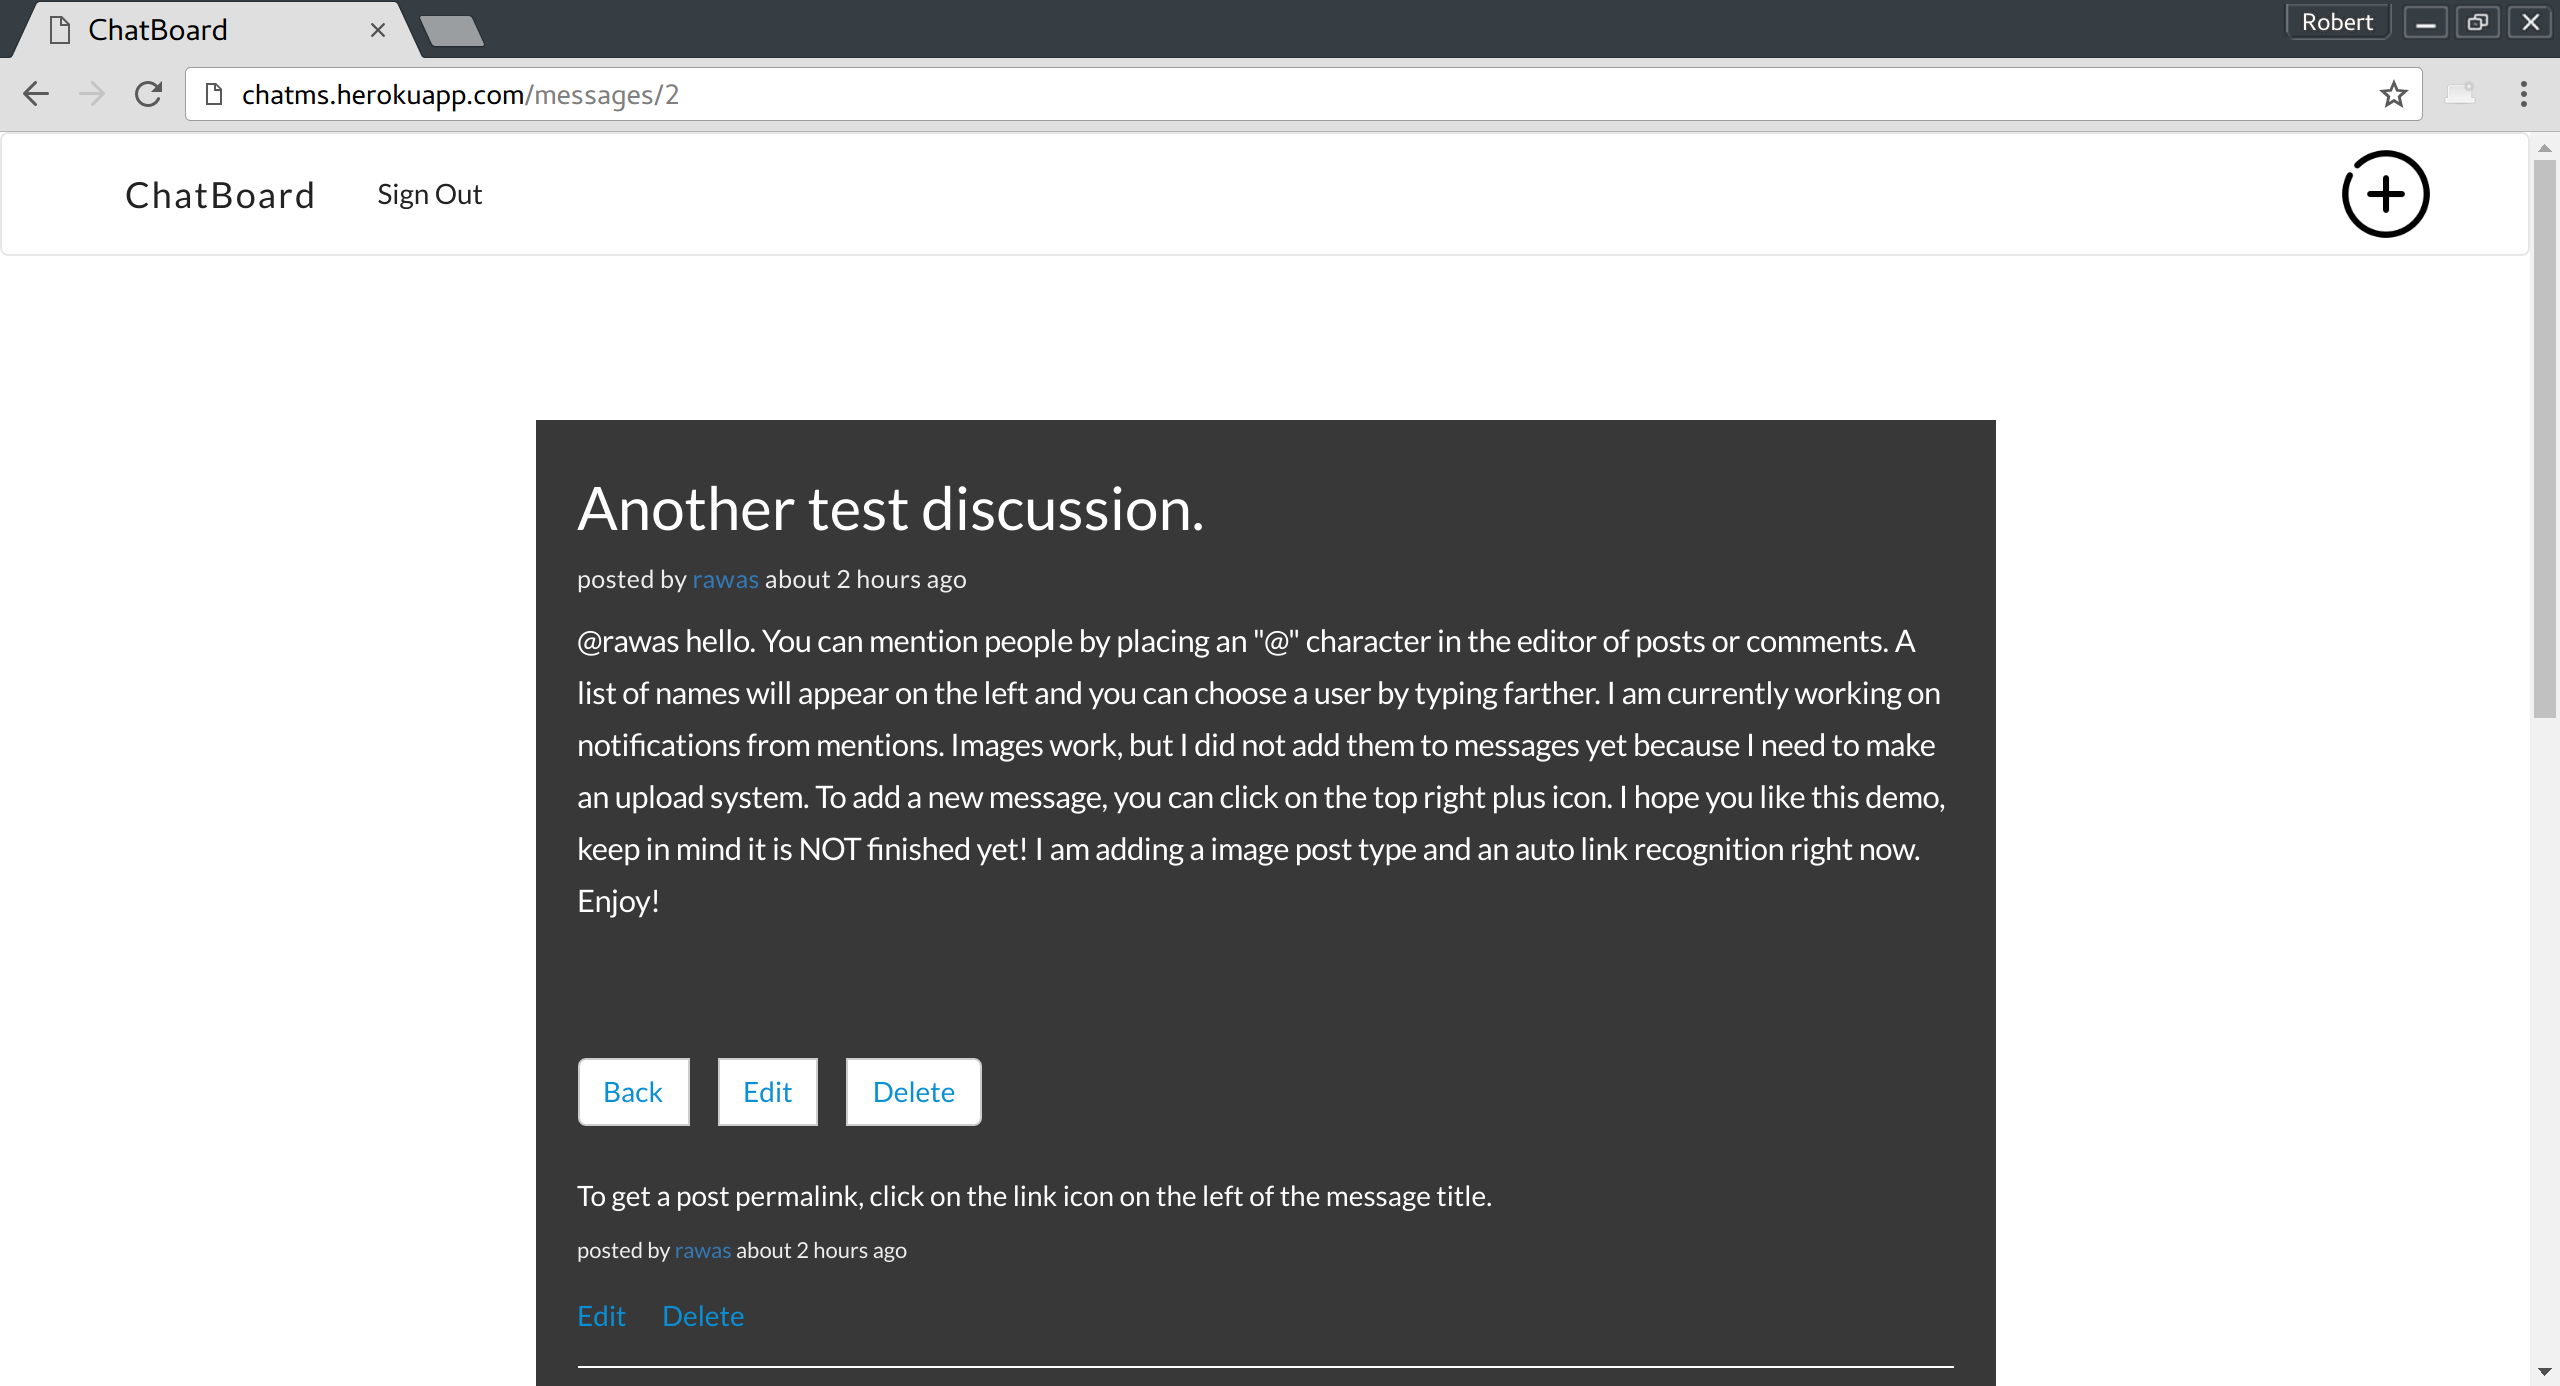 ChatBoard
Robert
chatms.herokuapp.com/messages/2
ChatBoard Sign Out
Another test discussion.
posted by rawas about 2 hours ago
@rawas hello. You can mention people by placing an "@" character in the editor of posts or comments. A
list of names will appear on the left and you can choose a user by typing farther. I am currently working on
notifications from mentions. Images work, but I did not add them to messages yet because I need to make
an upload system. To add a new message, you can click on the top right plus icon. I hope you like this demo,
keep in mind it is NOT finished yet! I am adding a image post type and an auto link recognition right now.
Enjoy!
Back Edit Delete
To get a post permalink, click on the link icon on the left of the message title.
posted by rawas about 2 hours ago
Edit Delete